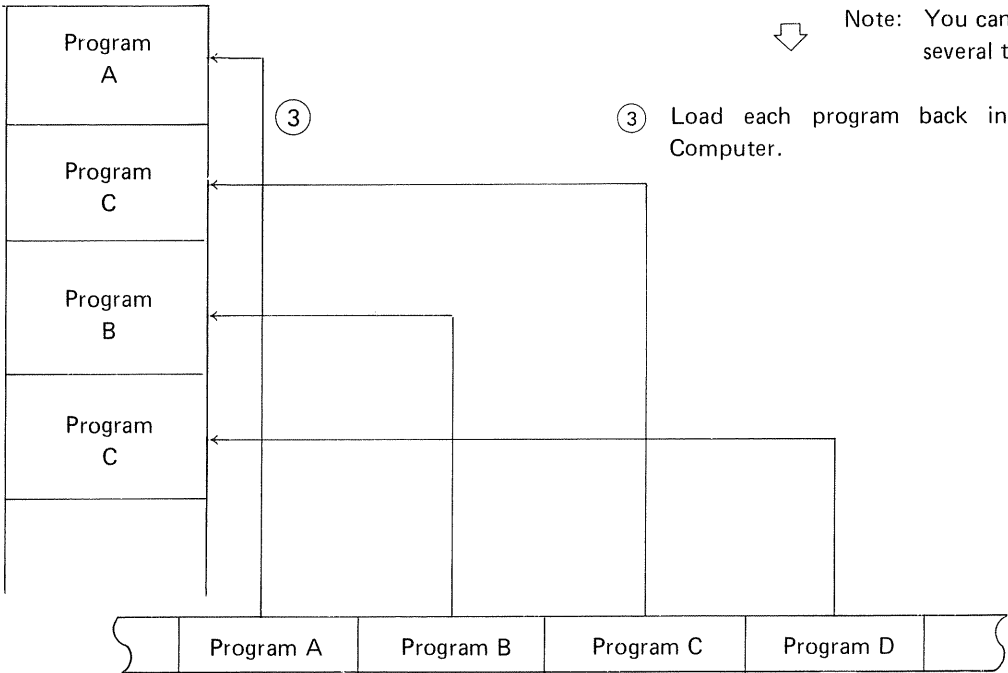 Program
A
Note: You can
several t
3
3 Load each program back in
Computer.
Program
C
Program
B
Program
C
Program A
Program B
Program C
Program D